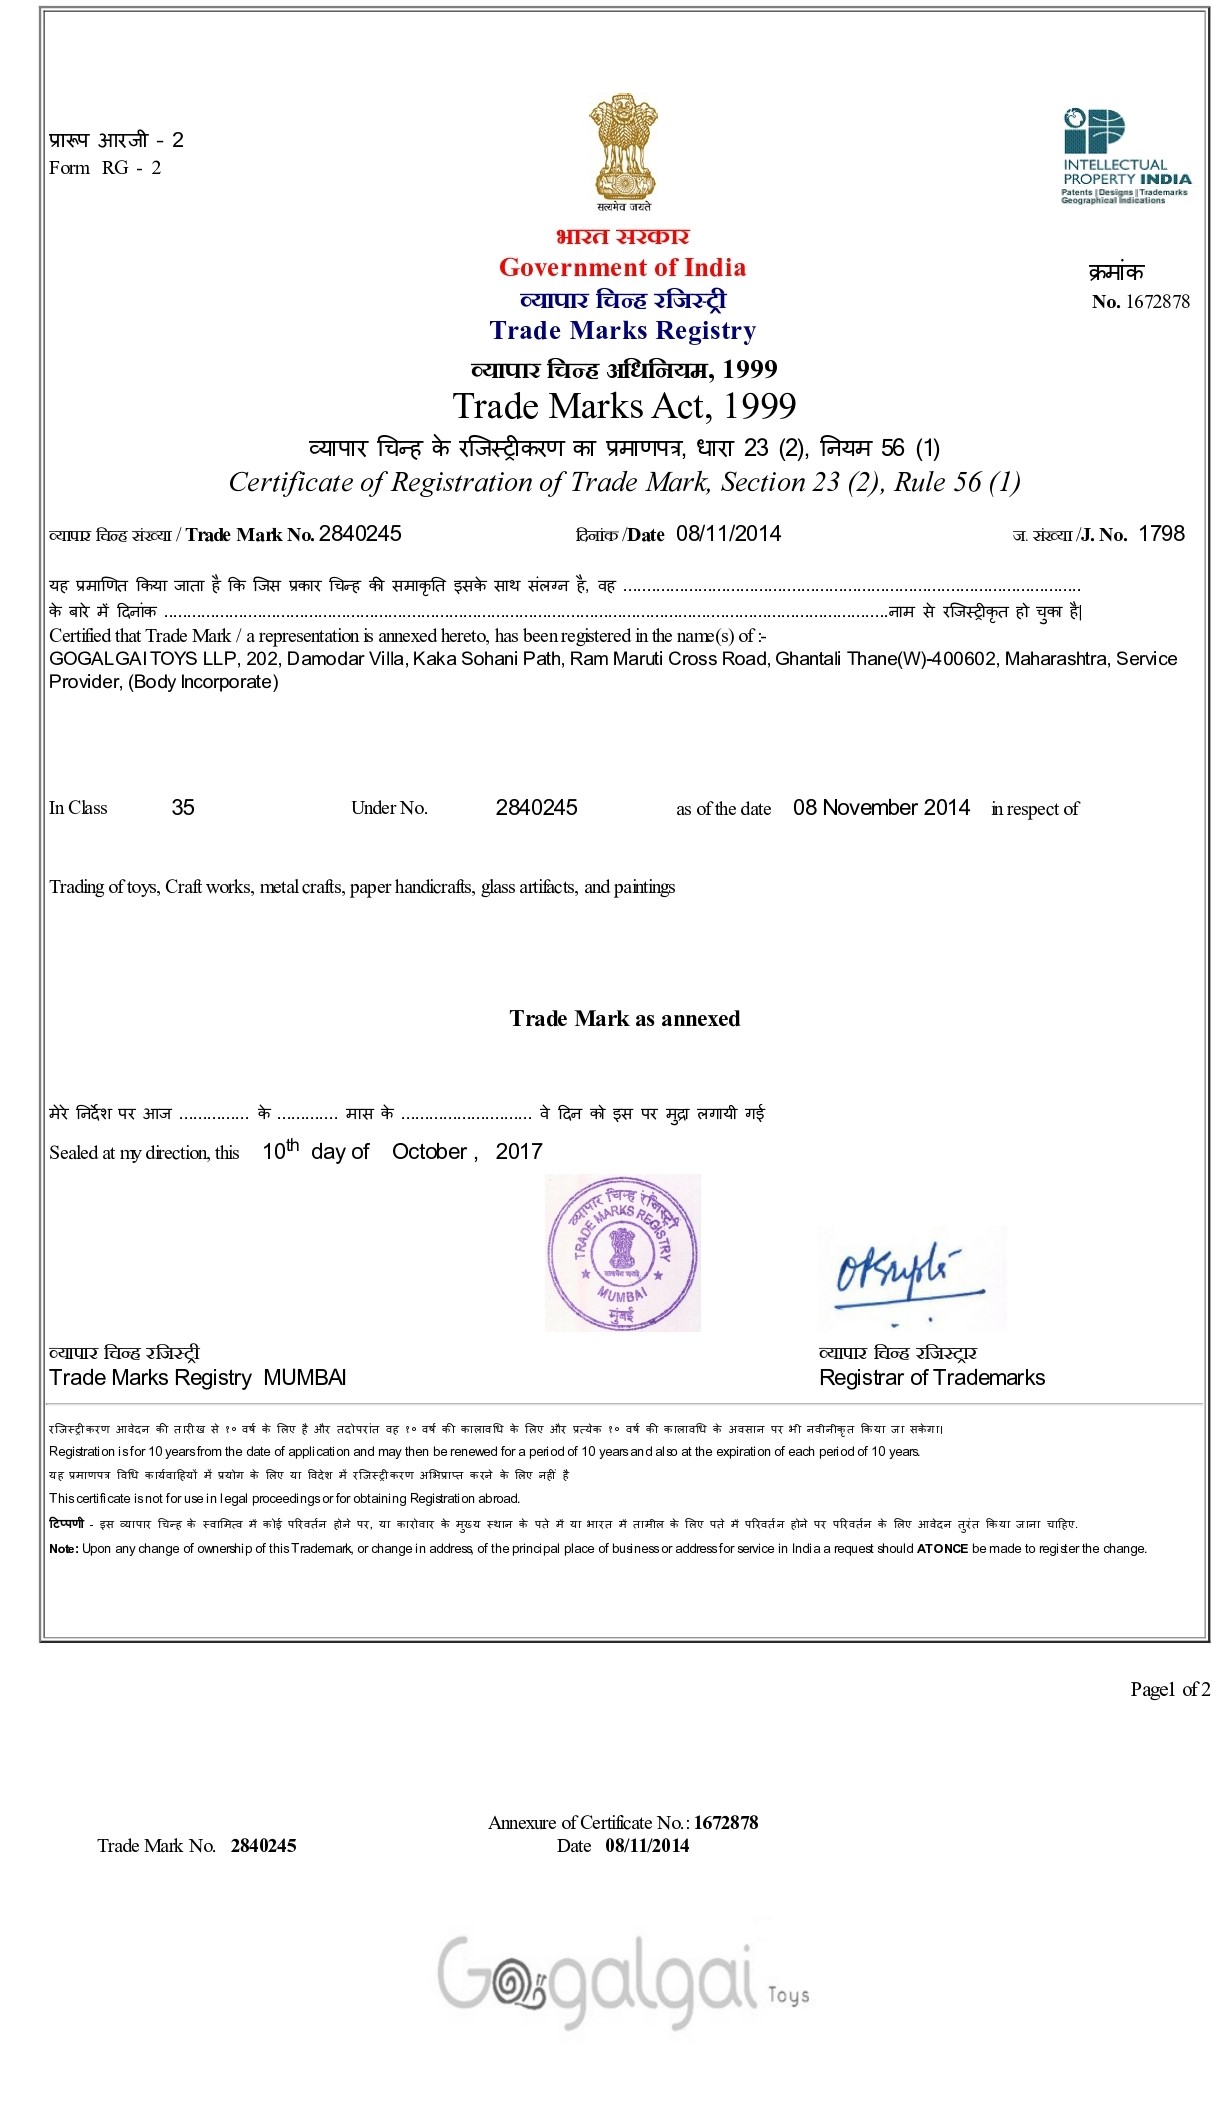 प्रारूप आरजी - 2
Form RG - 2
सत्यमेव जयते
INTELLECTUAL
PROPERTY INDIA
Patents | Designs | Trademarks
Geographical Indications
भारत सरकार
Government of India
व्यापार चिन्ह रजिस्ट्री
Trade Marks Registry
क्रमांक
No. 1672878
व्यापार चिन्ह अधिनियम, 1999
Trade Marks Act, 1999
व्यापार चिन्ह के रजिस्ट्रीकरण का प्रमाणपत्र, धारा 23 (2), नियम 56 (1)
Certificate of Registration of Trade Mark, Section 23 (2), Rule 56 (1)
व्यापार चिन्ह संख्या / Trade Mark No. 2840245 दिनांक /Date 08/11/2014 ज. संख्या /J. No. 1798
यह प्रमाणित किया जाता है कि जिस प्रकार चिन्ह की समाकृति इसके साथ संलग्न है, वह ..................................................................................................
के बारे में दिनांक ...........................................................................................................................................................नाम से रजिस्ट्रीकृत हो चुका है|
Certified that Trade Mark / a representation is annexed hereto, has been registered in the name(s) of :-
GOGALGAI TOYS LLP, 202, Damodar Villa, Kaka Sohani Path, Ram Maruti Cross Road, Ghantali Thane(W)-400602, Maharashtra, Service
Provider, (Body Incorporate)
In Class 35 Under No. 2840245 as of the date 08 November 2014 in respect of
Trading of toys, Craft works, metal crafts, paper handicrafts, glass artifacts, and paintings
Trade Mark as annexed
मेरे निर्देश पर आज ............... के ............. मास के ............................ वे दिन को इस पर मुद्रा लगायी गई
Sealed at my direction, this 10th day of October , 2017
व्यापार चिन्ह रजिस्ट्री
TRADE MARKS REGISTRY
सत्यमेव जयते
MUMBAI
मुंबई
व्यापार चिन्ह रजिस्ट्री
Trade Marks Registry MUMBAI
व्यापार चिन्ह रजिस्ट्रार
Registrar of Trademarks
रजिस्ट्रीकरण आवेदन की तारीख से १० वर्ष के लिए है और तदोपरांत वह १० वर्ष की कालावधि के लिए और प्रत्येक १० वर्ष की कालावधि के अवसान पर भी नवीनीकृत किया जा सकेगा।
Registration is for 10 years from the date of application and may then be renewed for a period of 10 years and also at the expiration of each period of 10 years.
यह प्रमाणपत्र विधि कार्यवाहियों में प्रयोग के लिए या विदेश में रजिस्ट्रीकरण अभिप्राप्त करने के लिए नहीं है
This certificate is not for use in legal proceedings or for obtaining Registration abroad.
टिप्पणी - इस व्यापार चिन्ह के स्वामित्व में कोई परिवर्तन होने पर, या कारोवार के मुख्य स्थान के पते में या भारत में तामील के लिए पते में परिवर्तन होने पर परिवर्तन के लिए आवेदन तुरंत किया जाना चाहिए.
Note: Upon any change of ownership of this Trademark, or change in address, of the principal place of business or address for service in India a request should AT ONCE be made to register the change.
Page1 of 2
Annexure of Certificate No.: 1672878
Trade Mark No. 2840245 Date 08/11/2014
Gogalgai Toys